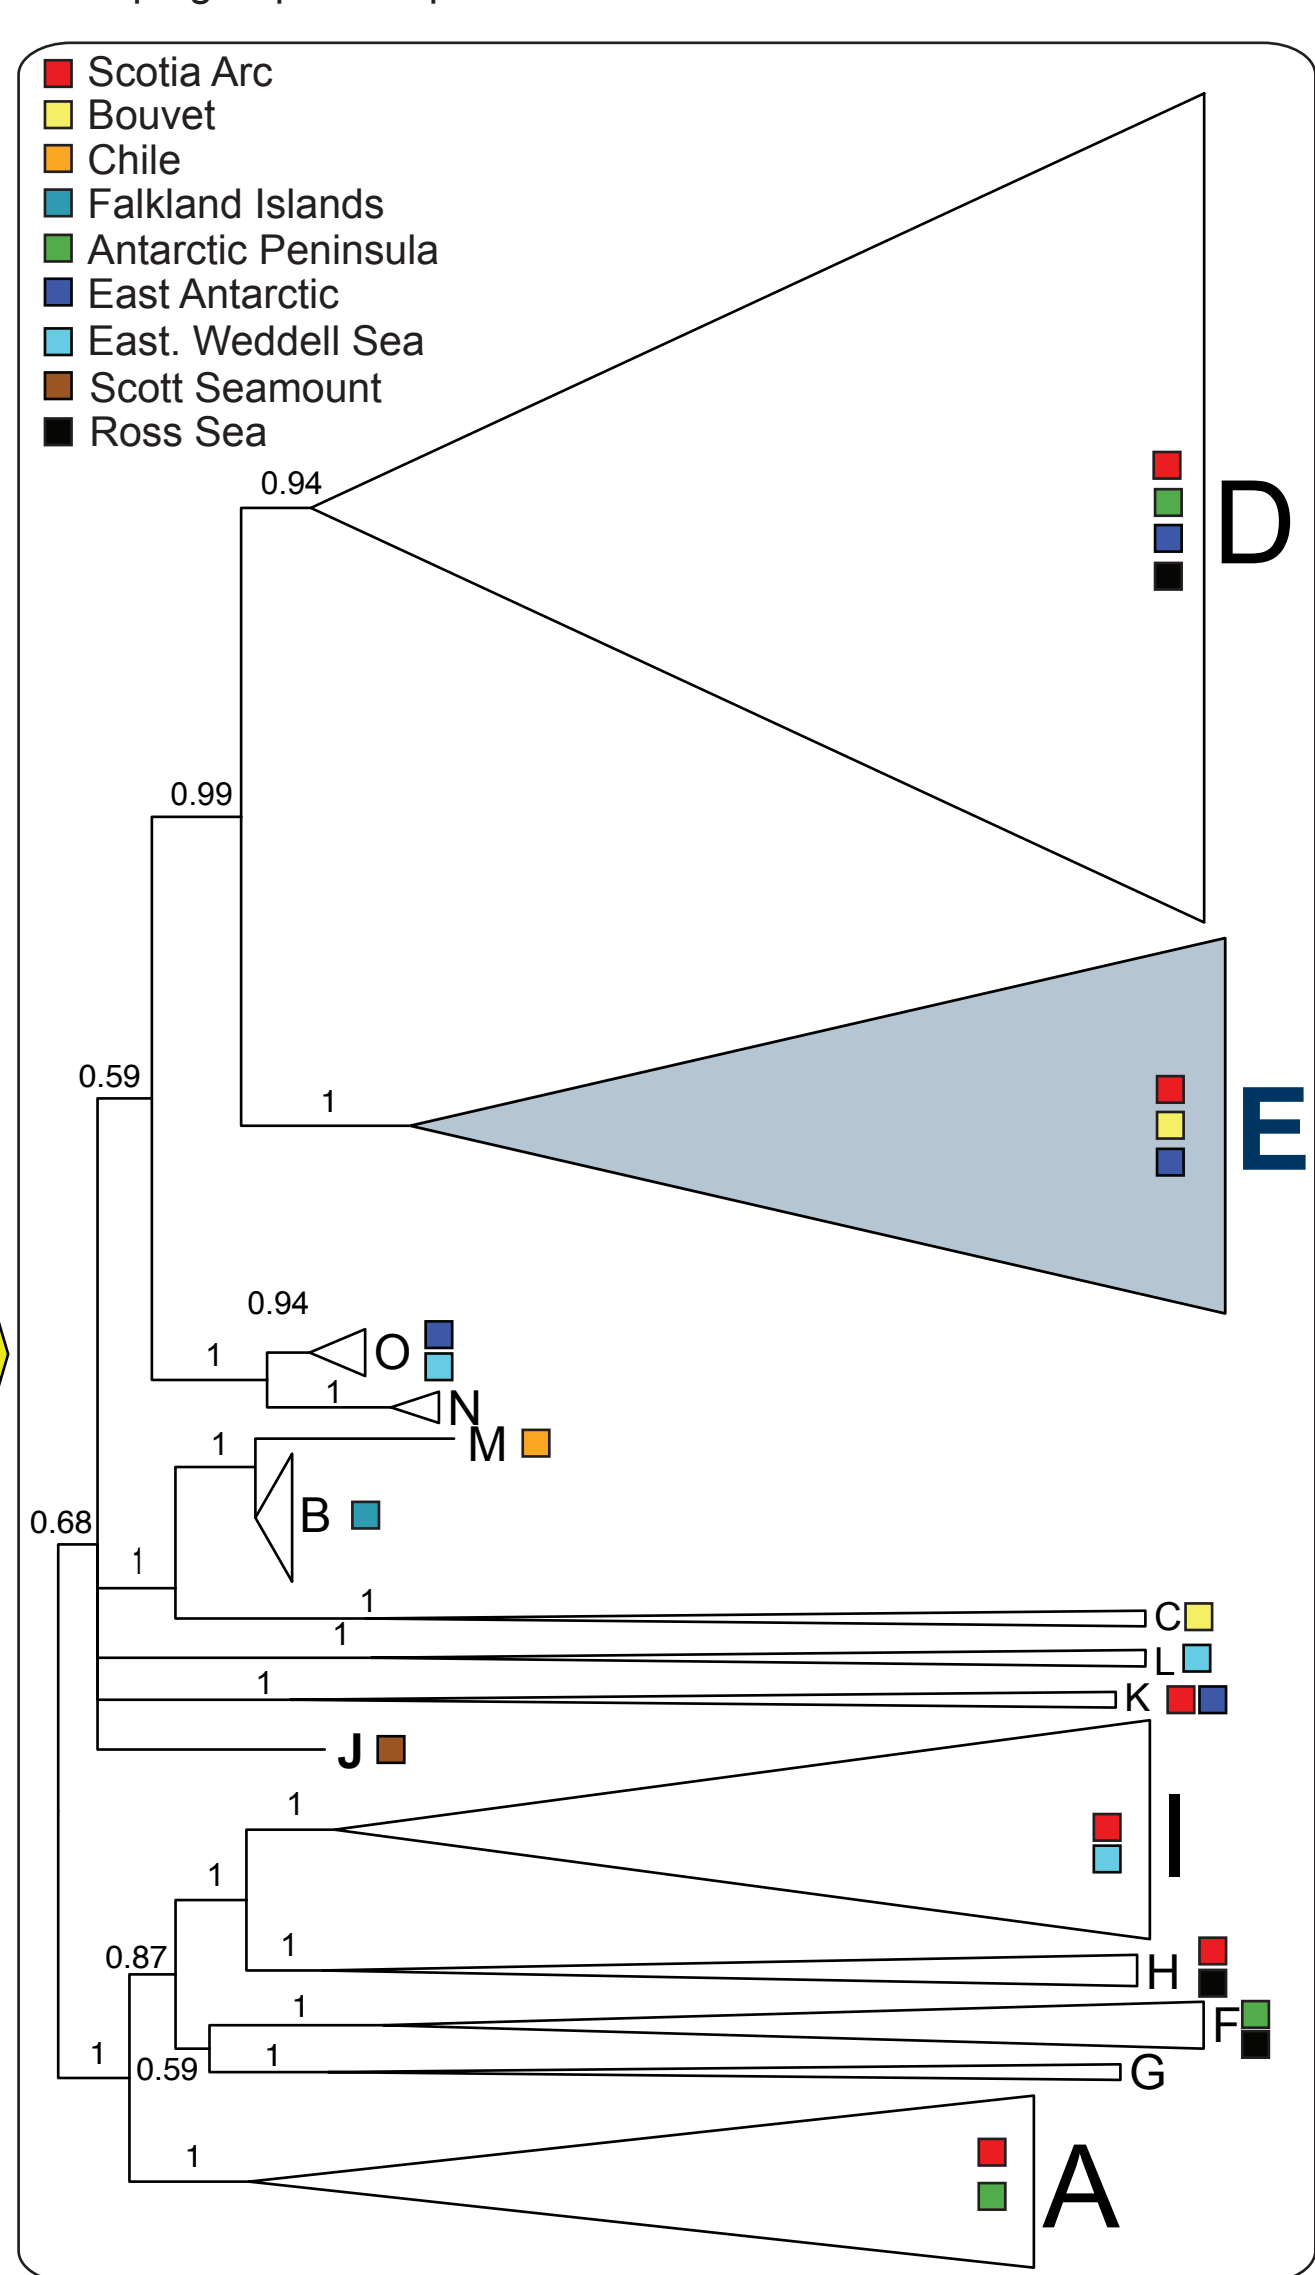 Scotia Arc
Bouvet
Chile
Falkland Islands
Antarctic Peninsula
East Antarctic
East. Weddell Sea
Scott Seamount
Ross Sea
0.94
D
0.99
0.59
1
E
0.94
1
O
1
N
1
M
B
0.68
1
1
C
1
L
1
K
J
1
I
1
1
H
0.87
1
F
1
0.59
1
G
1
A